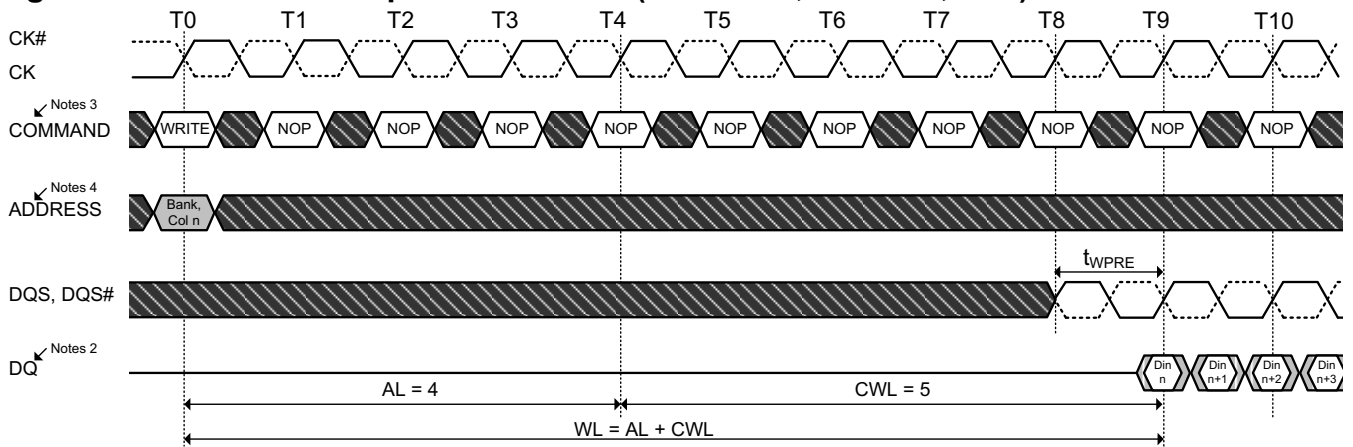 T0 T1 T2 T3 T4 T5 T6 T7 T8 T9 T10
CK#
CK
Notes 3
COMMAND WRITE NOP NOP NOP NOP NOP NOP NOP NOP NOP NOP
Notes 4
ADDRESS Bank,
Col n
tWPRE
DQS, DQS#
Notes 2
DQ Din Din Din Din
n n+1 n+2 n+3
AL = 4 CWL = 5
WL = AL + CWL